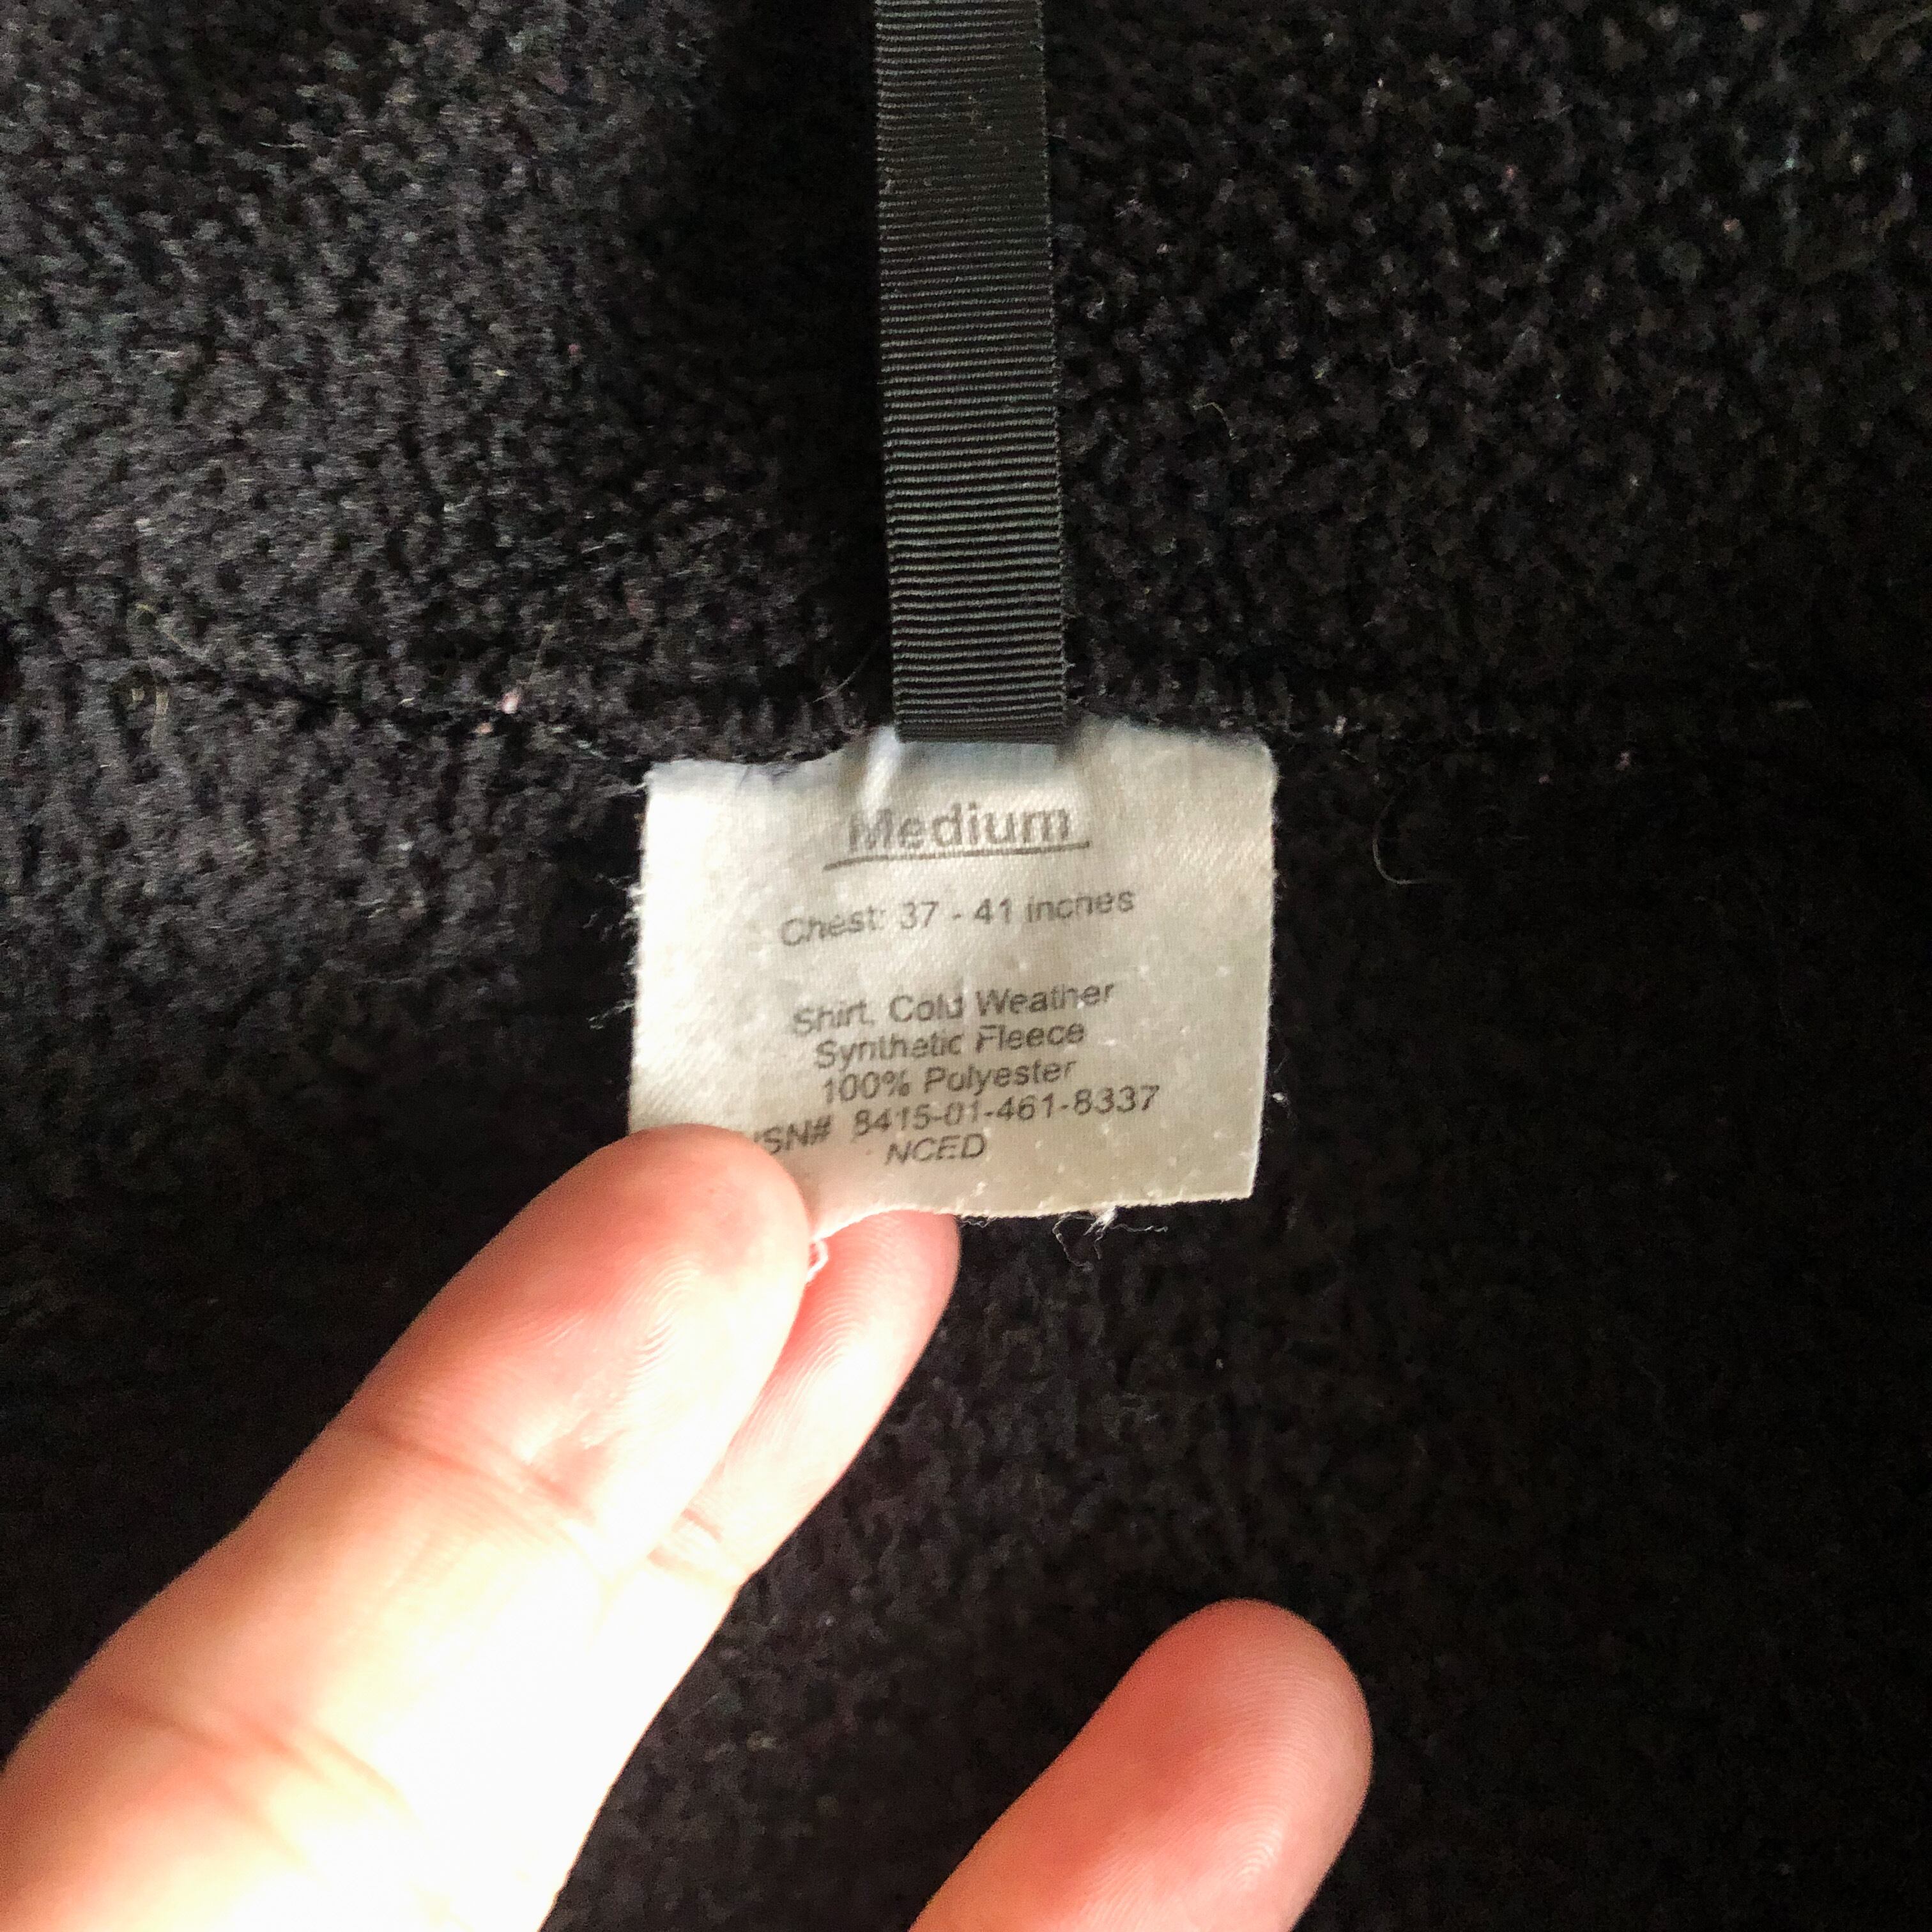 Medium
Chest: 37 - 41 inches
Shirt, Cold Weather
Synthetic Fleece
100% Polyester
SN# 8415-01-461-8337
NCED